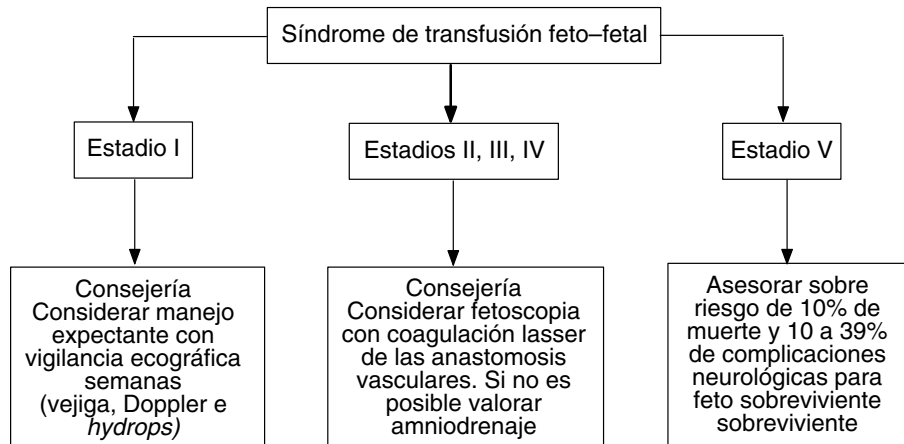 Síndrome de transfusión feto–fetal
Estadio I
Estadios II, III, IV
Estadio V
Consejería
Considerar manejo
expectante con
vigilancia ecográfica
semanas
(vejiga, Doppler e
hydrops)
Consejería
Considerar fetoscopia
con coagulación lasser
de las anastomosis
vasculares. Si no es
posible valorar
amniodrenaje
Asesorar sobre
riesgo de 10% de
muerte y 10 a 39%
de complicaciones
neurológicas para
feto sobreviviente
sobreviviente